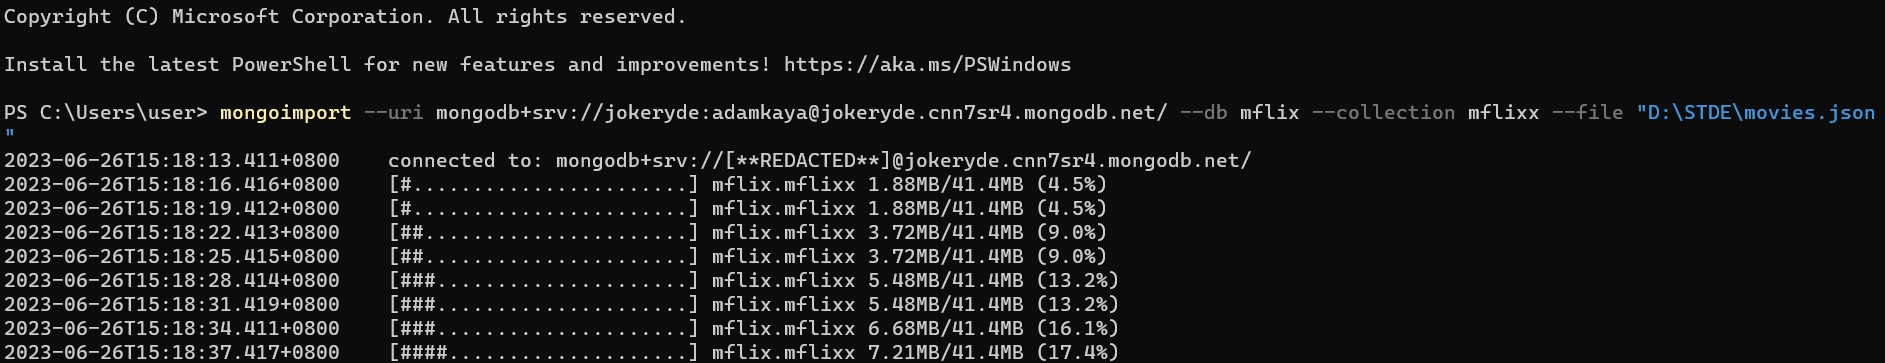 Copyright (C) Microsoft Corporation. All rights reserved.
Install the latest PowerShell for new features and improvements! https://aka.ms/PSWindows
PS C:\Users\user> mongoimport --uri mongodb+srv://jokeryde:adamkaya@jokeryde.cnn7sr4.mongodb.net/ --db mflix --collection mflixx --file "D:\STDE\movies.json
"
2023-06-26T15:18:13.411+0800    connected to: mongodb+srv://[**REDACTED**]@jokeryde.cnn7sr4.mongodb.net/
2023-06-26T15:18:16.416+0800    [#.......................] mflix.mflixx 1.88MB/41.4MB (4.5%)
2023-06-26T15:18:19.412+0800    [#.......................] mflix.mflixx 1.88MB/41.4MB (4.5%)
2023-06-26T15:18:22.413+0800    [##......................] mflix.mflixx 3.72MB/41.4MB (9.0%)
2023-06-26T15:18:25.415+0800    [##......................] mflix.mflixx 3.72MB/41.4MB (9.0%)
2023-06-26T15:18:28.414+0800    [###.....................] mflix.mflixx 5.48MB/41.4MB (13.2%)
2023-06-26T15:18:31.419+0800    [###.....................] mflix.mflixx 5.48MB/41.4MB (13.2%)
2023-06-26T15:18:34.411+0800    [###.....................] mflix.mflixx 6.68MB/41.4MB (16.1%)
2023-06-26T15:18:37.417+0800    [####....................] mflix.mflixx 7.21MB/41.4MB (17.4%)